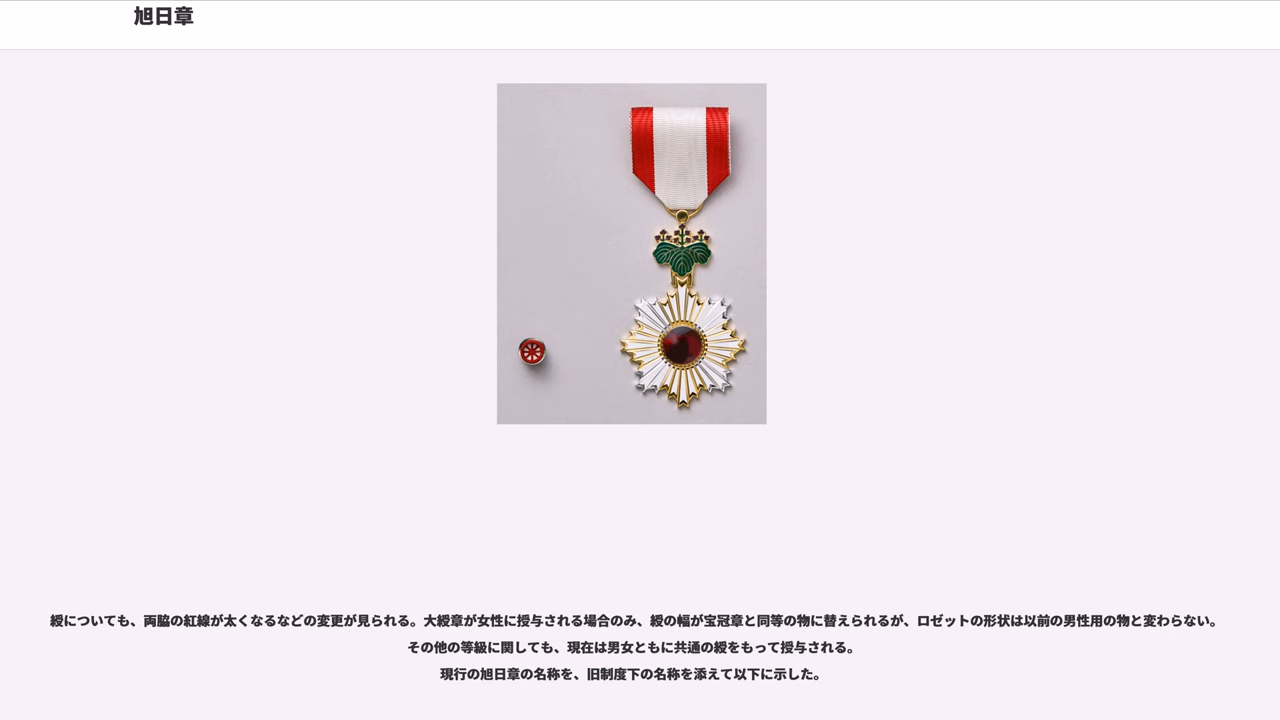 旭日章
綬についても、両脇の紅線が太くなるなどの変更が見られる。大綬章が女性に授与される場合のみ、綬の幅が宝冠章と同等の物に替えられるが、ロゼットの形状は以前の男性用の物と変わらない。
その他の等級に関しても、現在は男女ともに共通の綬をもって授与される。
現行の旭日章の名称を、旧制度下の名称を添えて以下に示した。